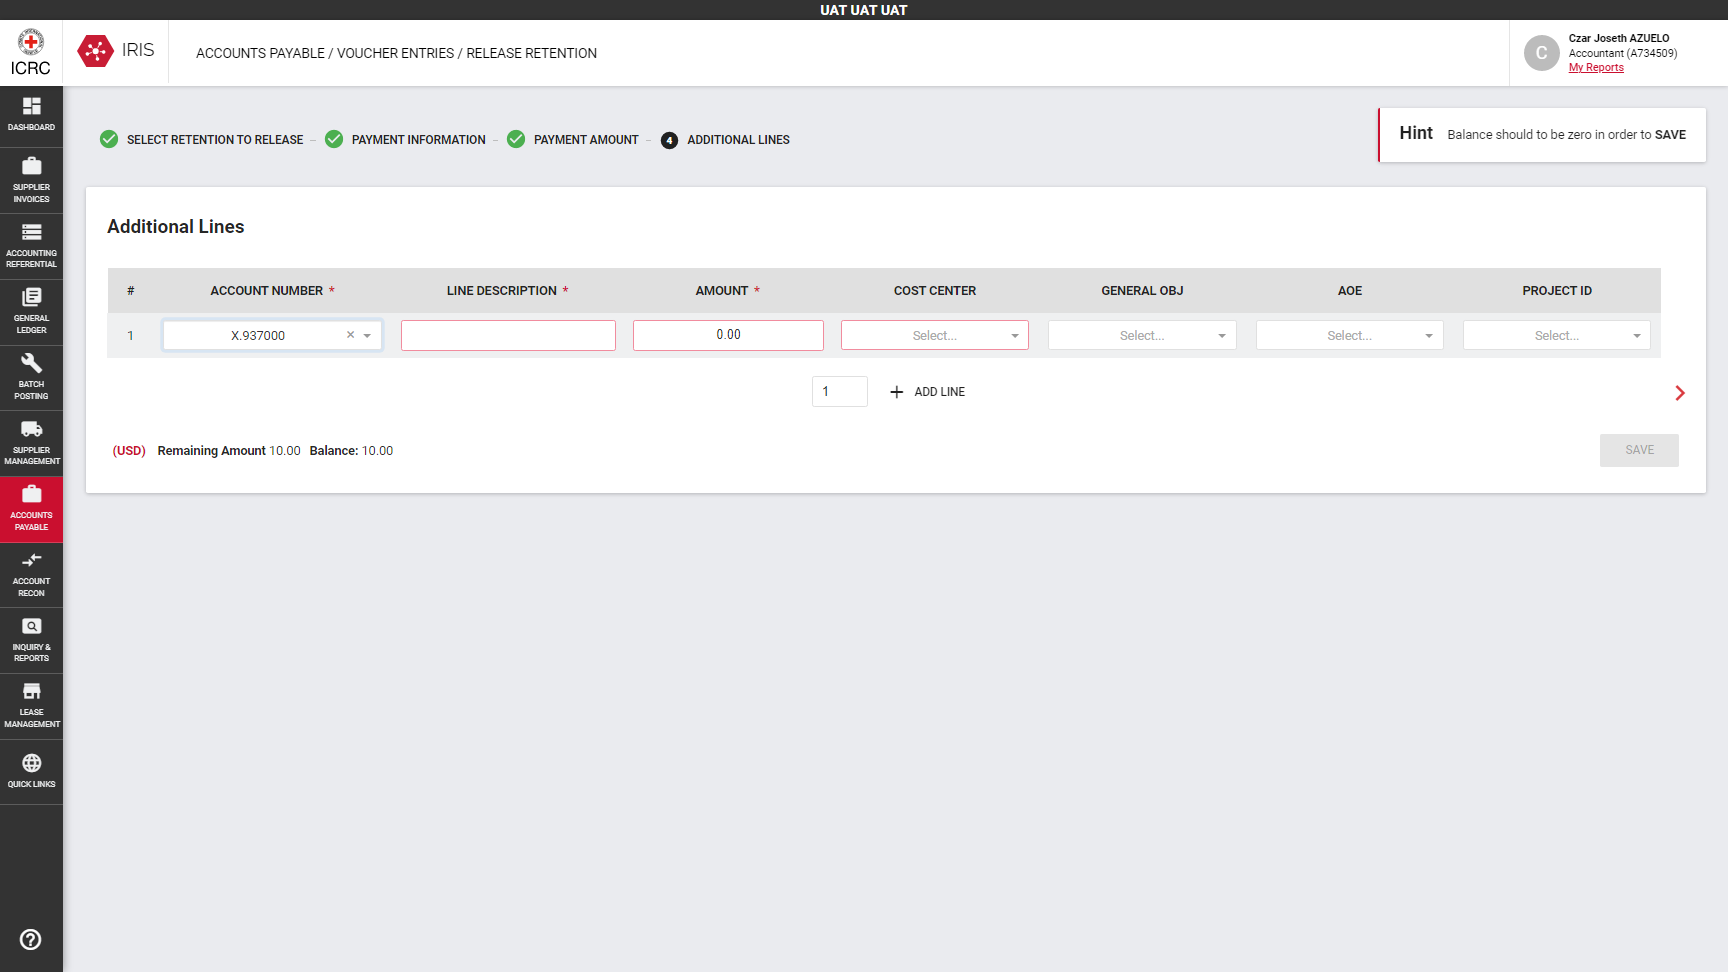 UAT UAT UAT
ICRC
IRIS
ACCOUNTS PAYABLE / VOUCHER ENTRIES / RELEASE RETENTION
C
Czar Joseth AZUELO
Accountant (A734509)
My Reports
DASHBOARD
SUPPLIER
INVOICES
ACCOUNTING
REFERENTIAL
GENERAL
LEDGER
BATCH
POSTING
SUPPLIER
MANAGEMENT
ACCOUNTS
PAYABLE
ACCOUNT
RECON
INQUIRY &
REPORTS
LEASE
MANAGEMENT
QUICK LINKS
SELECT RETENTION TO RELEASE
PAYMENT INFORMATION
PAYMENT AMOUNT
4 ADDITIONAL LINES
Hint Balance should to be zero in order to SAVE
Additional Lines
# ACCOUNT NUMBER * LINE DESCRIPTION * AMOUNT * COST CENTER GENERAL OBJ AOE PROJECT ID
1 X.937000 × 0.00 Select... Select... Select... Select...
1 + ADD LINE
(USD) Remaining Amount 10.00 Balance: 10.00
SAVE